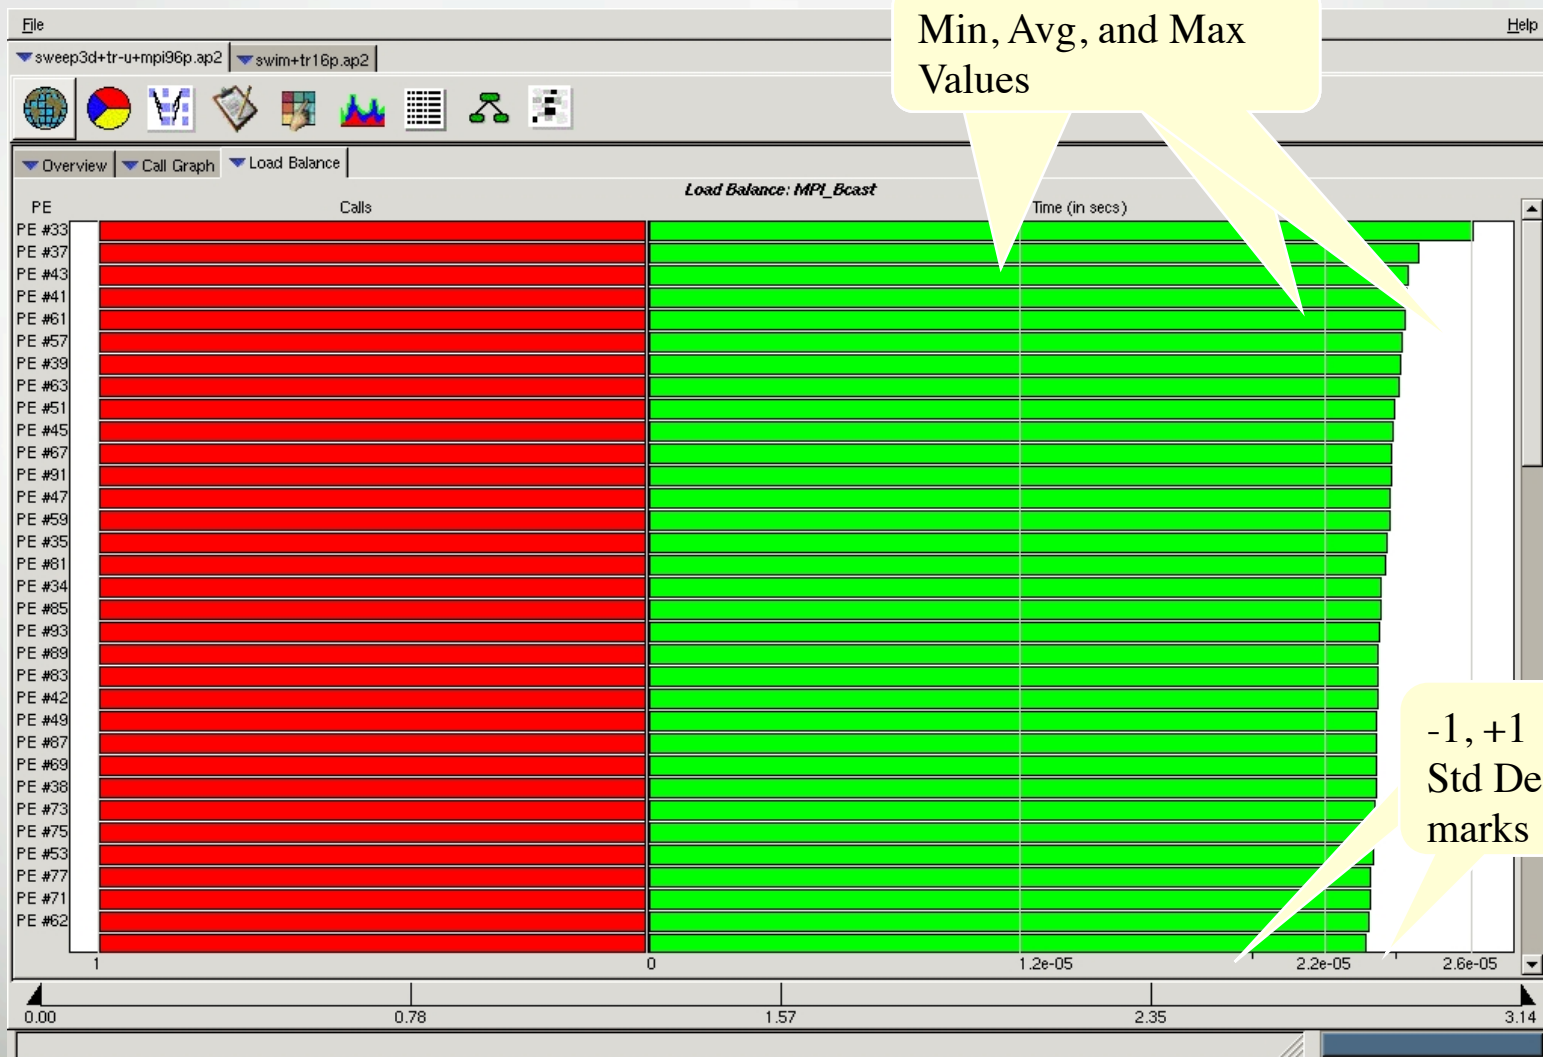 File
Help
sweep3d+tr-u+mpi96p.ap2
swim+tr16p.ap2
Min, Avg, and Max
Values
Overview
Call Graph
Load Balance
Load Balance: MPI_Bcast
PE
Calls
Time (in secs)
PE #33
PE #37
PE #43
PE #41
PE #61
PE #57
PE #39
PE #63
PE #51
PE #45
PE #67
PE #91
PE #47
PE #59
PE #35
PE #81
PE #34
PE #85
PE #93
PE #89
PE #83
PE #42
PE #49
PE #87
PE #69
PE #38
PE #73
PE #75
PE #53
PE #77
PE #71
PE #62
-1, +1
Std De
marks
1
0
1.2e-05
2.2e-05
2.6e-05
0.00
0.78
1.57
2.35
3.14